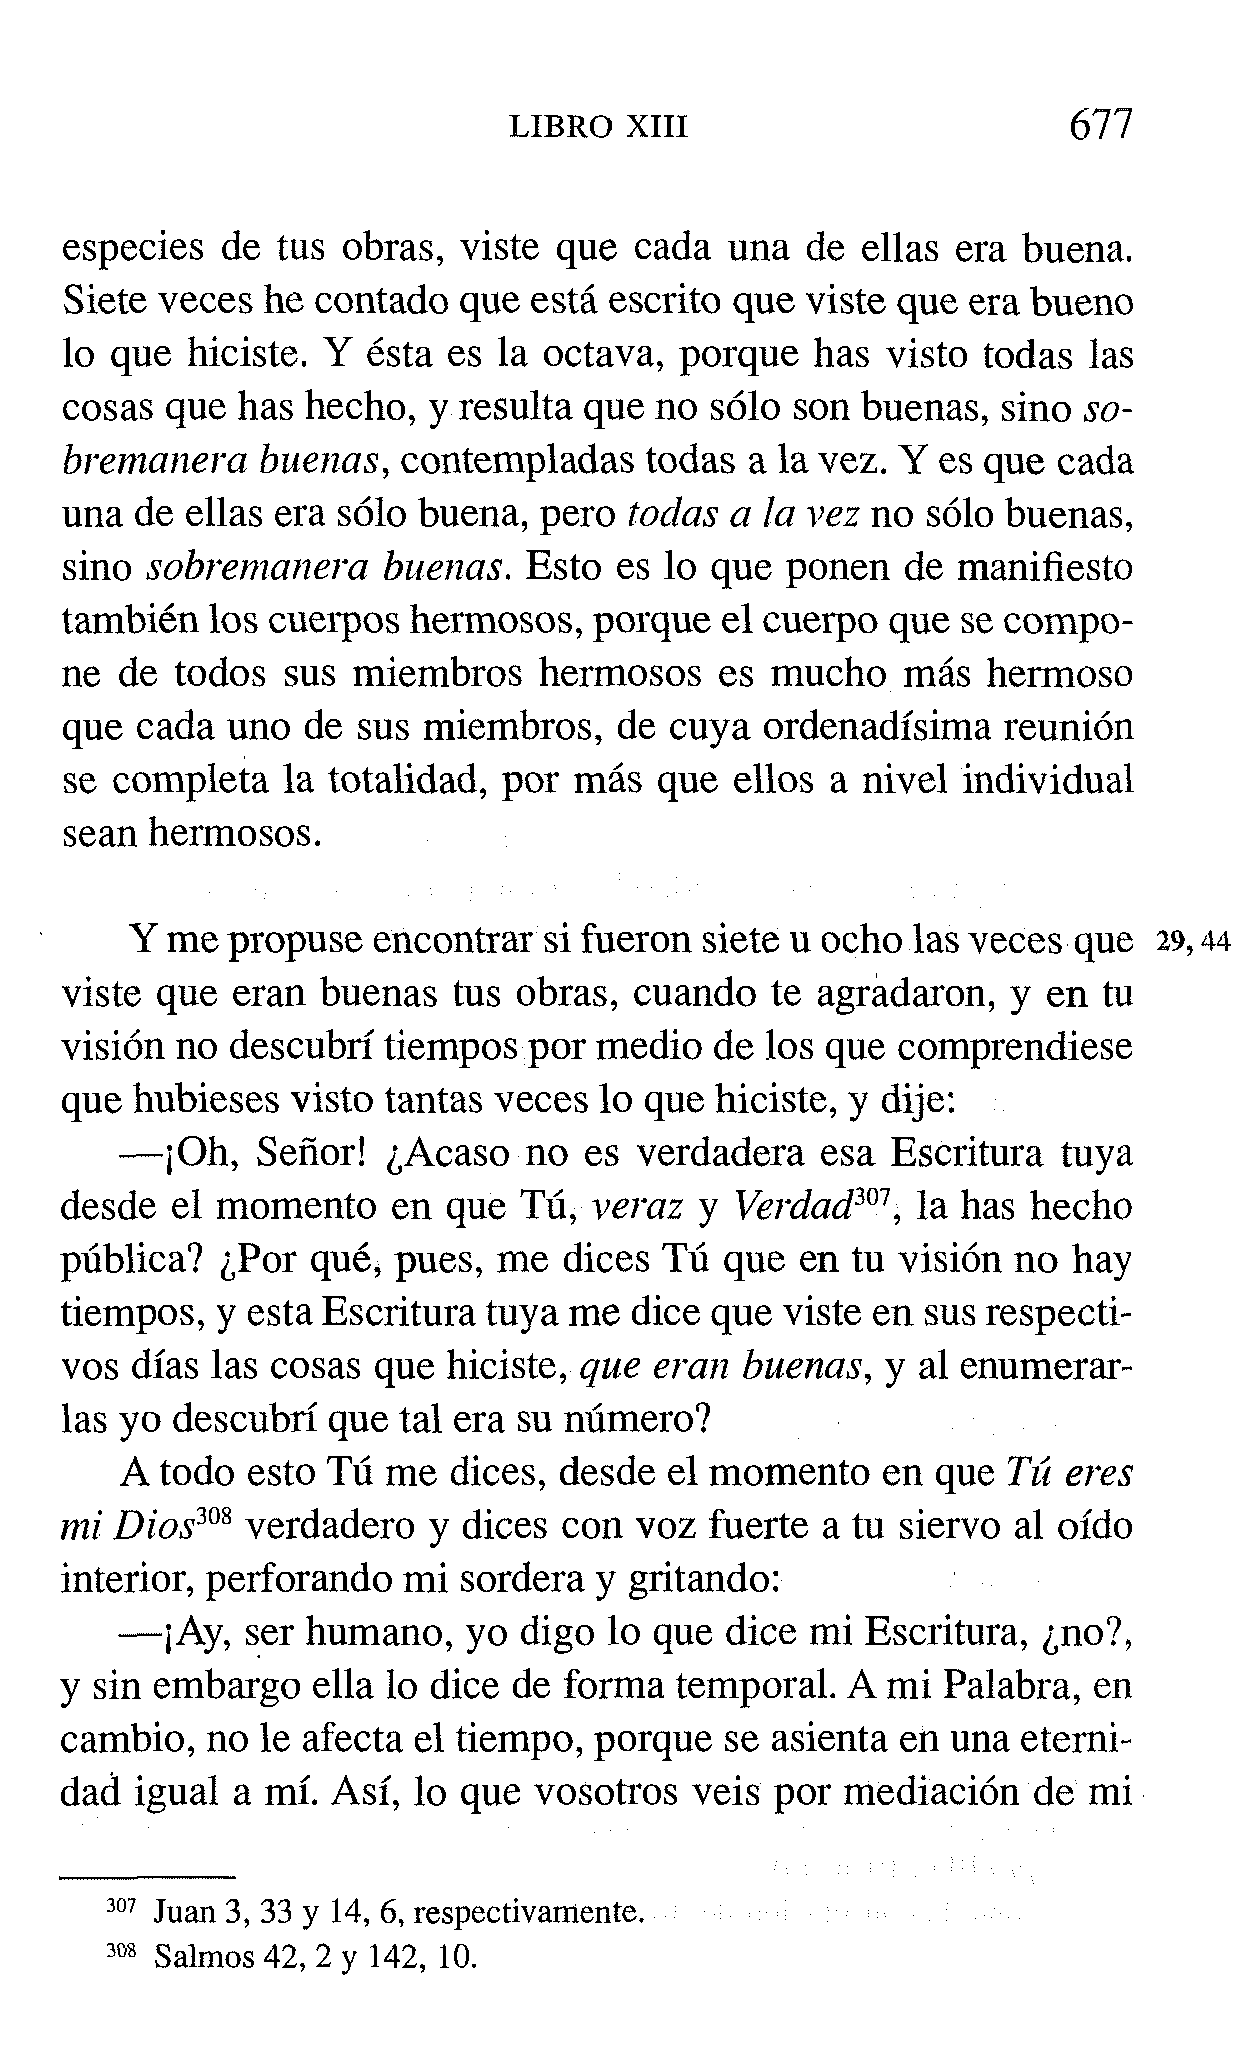 LIBRO XIII 677
especies de tus obras, viste que cada una de ellas era buena.
Siete veces he contado que está escrito que viste que era bueno
lo que hiciste. Y ésta es la octava, porque has visto todas las
cosas que has hecho, y resulta que no sólo son buenas, sino so-
bremanera buenas, contempladas todas a la vez. Y es que cada
una de ellas era sólo buena, pero todas a la vez no sólo buenas,
sino sobremanera buenas. Esto es lo que ponen de manifiesto
también los cuerpos hermosos, porque el cuerpo que se compo-
ne de todos sus miembros hermosos es mucho más hermoso
que cada uno de sus miembros, de cuya ordenadísima reunión
se completa la totalidad, por más que ellos a nivel individual
sean hermosos.
Y me propuse encontrar si fueron siete u ocho las veces que 29, 44
viste que eran buenas tus obras, cuando te agradaron, y en tu
visión no descubrí tiempos por medio de los que comprendiese
que hubieses visto tantas veces lo que hiciste, y dije:
—¡Oh, Señor! ¿Acaso no es verdadera esa Escritura tuya
desde el momento en que Tú, veraz y Verdad³⁰⁷, la has hecho
pública? ¿Por qué, pues, me dices Tú que en tu visión no hay
tiempos, y esta Escritura tuya me dice que viste en sus respecti-
vos días las cosas que hiciste, que eran buenas, y al enumerar-
las yo descubrí que tal era su número?
A todo esto Tú me dices, desde el momento en que Tú eres
mi Dios³⁰⁸ verdadero y dices con voz fuerte a tu siervo al oído
interior, perforando mi sordera y gritando:
—¡Ay, ser humano, yo digo lo que dice mi Escritura, ¿no?,
y sin embargo ella lo dice de forma temporal. A mi Palabra, en
cambio, no le afecta el tiempo, porque se asienta en una eterni-
dad igual a mí. Así, lo que vosotros veis por mediación de mi
³⁰⁷ Juan 3, 33 y 14, 6, respectivamente.
³⁰⁸ Salmos 42, 2 y 142, 10.